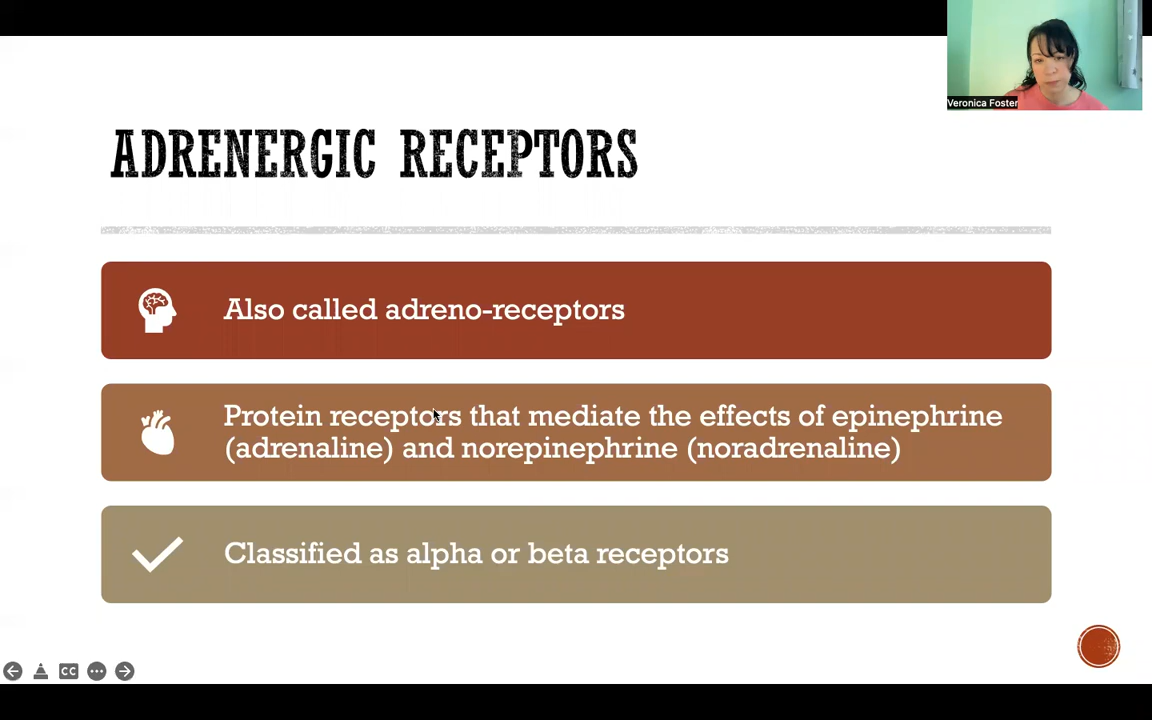 Veronica Foster
ADRENERGIC RECEPTORS
Also called adreno-receptors
Protein receptors that mediate the effects of epinephrine
(adrenaline) and norepinephrine (noradrenaline)
Classified as alpha or beta receptors
CC